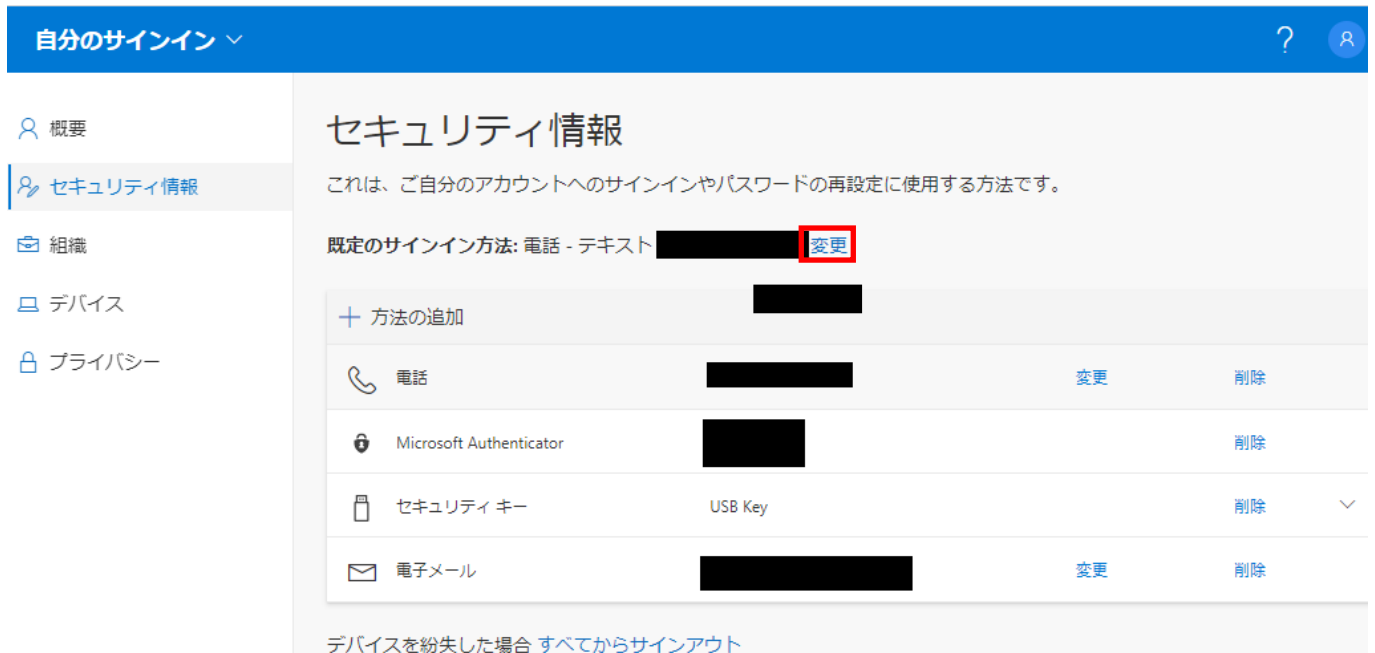 自分のサインイン
?
概要
セキュリティ情報
組織
デバイス
プライバシー
セキュリティ情報
これは、ご自分のアカウントへのサインインやパスワードの再設定に使用する方法です。
既定のサインイン方法: 電話 - テキスト 変更
+ 方法の追加
電話 変更 削除
Microsoft Authenticator 削除
セキュリティ キー USB Key 削除
電子メール 変更 削除
デバイスを紛失した場合 すべてからサインアウト